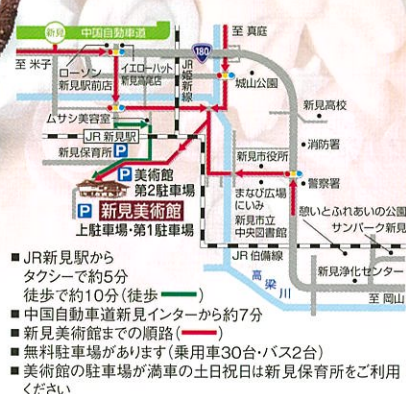 新見
中国自動車道
180
至 真庭
至 米子
ローソン
新見駅前店
イエローハット
新見高尾店
JR
姫
新
線
城山公園
ムサシ美容室
新見高校
JR 新見駅
新見保育所 P
新見市役所
消防署
P 美術館
第2駐車場
まなび広場
にいみ
警察署
P 新見美術館
上駐車場・第1駐車場
新見市立
中央図書館
憩いとふれあいの公園
サンパーク新見
JR 伯備線
新見浄化センター
高
梁
川
至 岡山
■ JR新見駅から
タクシーで約5分
徒歩で約10分(徒歩 )
■ 中国自動車道新見インターから約7分
■ 新見美術館までの順路( )
■ 無料駐車場があります(乗用車30台・バス2台)
■ 美術館の駐車場が満車の土日祝日は新見保育所をご利用
ください